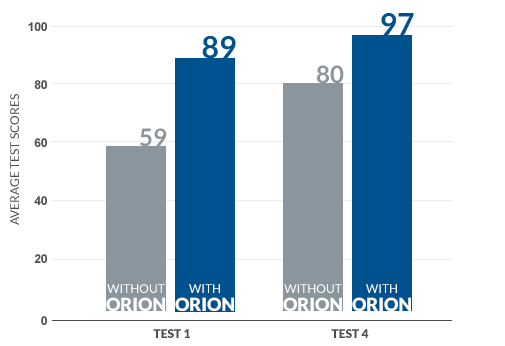 100
80
60
40
20
0
AVERAGE TEST SCORES
59
89
80
97
WITHOUT
ORION
WITH
ORION
WITHOUT
ORION
WITH
ORION
TEST 1
TEST 4